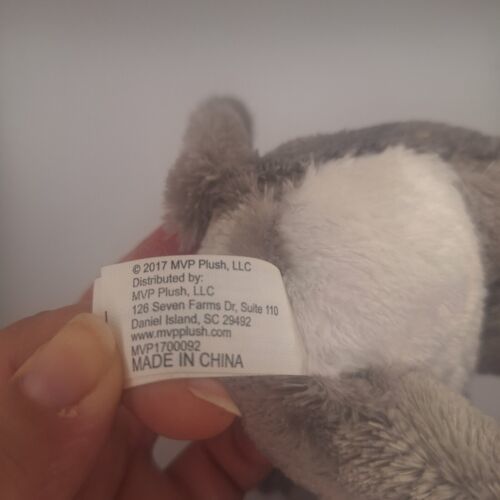 © 2017 MVP Plush, LLC
Distributed by:
MVP Plush, LLC
126 Seven Farms Dr, Suite 110
Daniel Island, SC 29492
www.mvpplush.com
MVP1700092
MADE IN CHINA